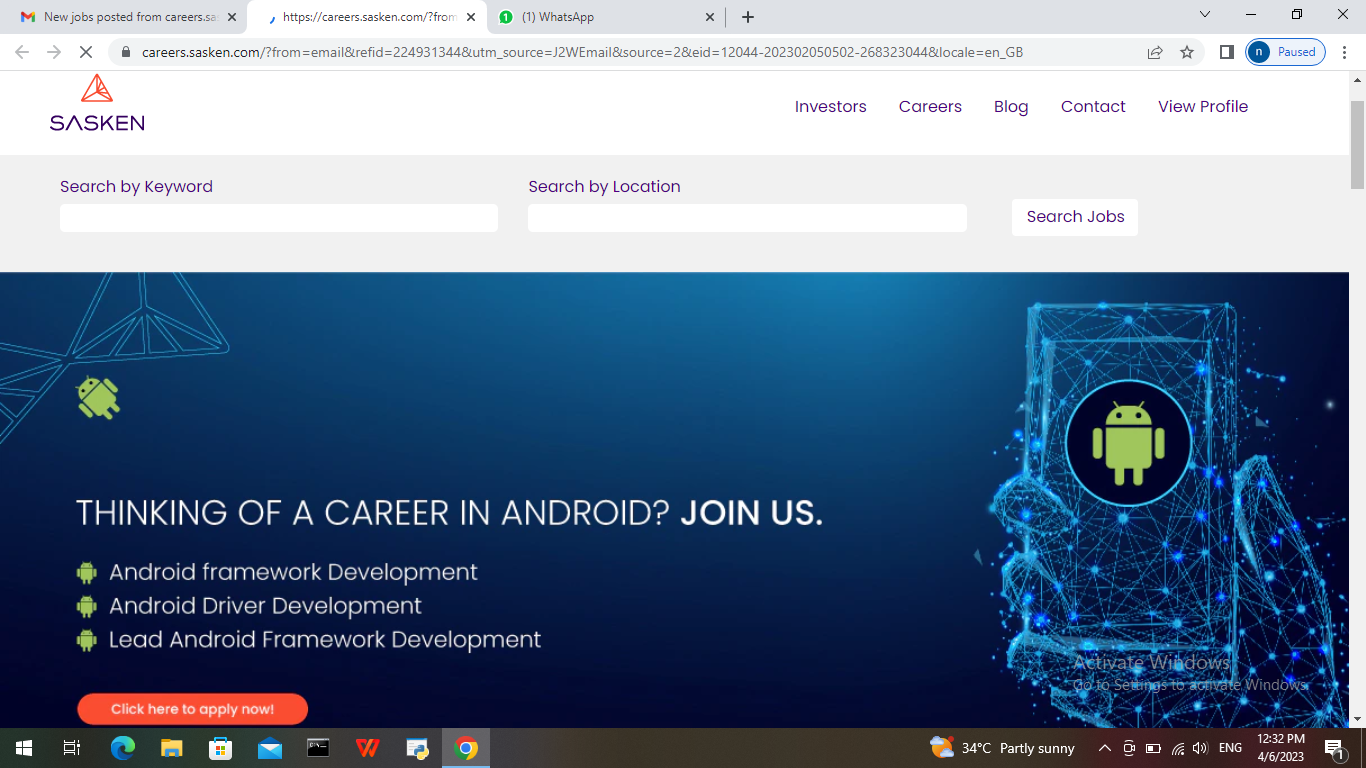 New jobs posted from careers.sa
https://careers.sasken.com/?from
(1) WhatsApp
careers.sasken.com/?from=email&refid=224931344&utm_source=J2WEmail&source=2&eid=12044-202302050502-268323044&locale=en_GB
n Paused
SASKEN
Investors Careers Blog Contact View Profile
Search by Keyword
Search by Location
Search Jobs
THINKING OF A CAREER IN ANDROID? JOIN US.
Android framework Development
Android Driver Development
Lead Android Framework Development
Click here to apply now!
Activate Windows
Go to Settings to activate Windows.
34°C Partly sunny
ENG
12:32 PM
4/6/2023
1